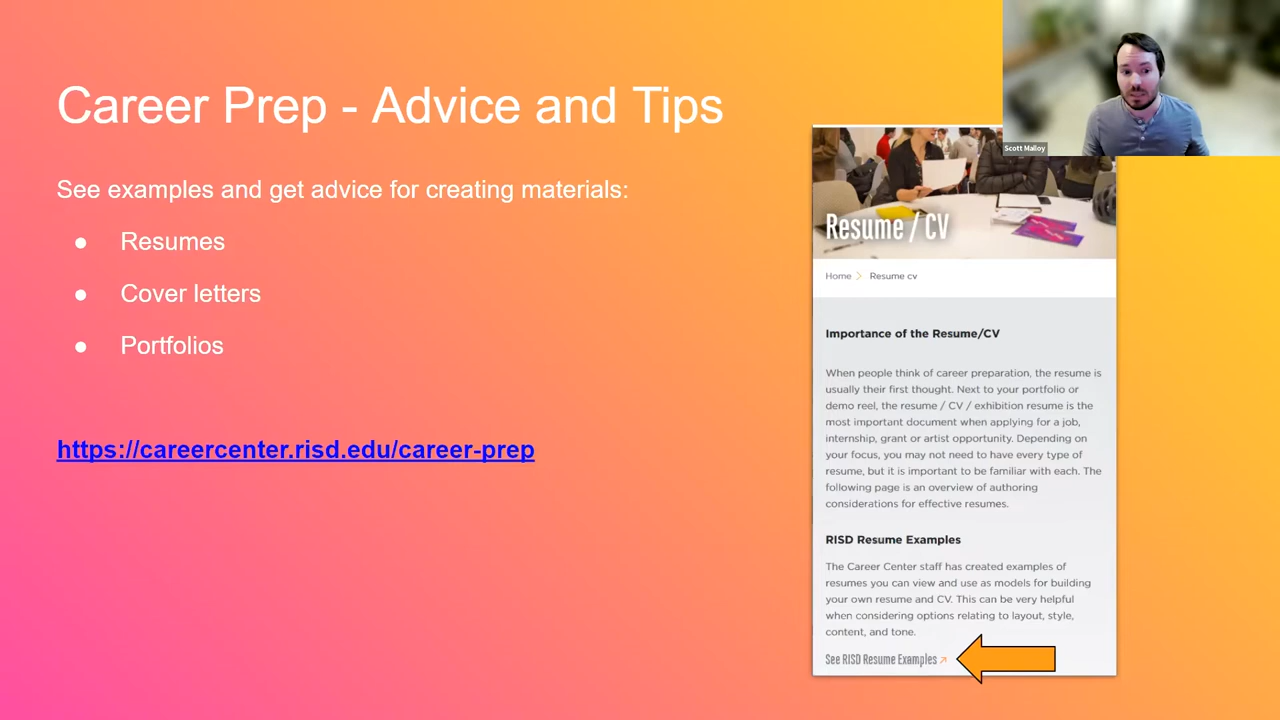 Career Prep - Advice and Tips
See examples and get advice for creating materials:
● Resumes
● Cover letters
● Portfolios
https://careercenter.risd.edu/career-prep
Scott Malloy
Resume / CV
Home > Resume cv
Importance of the Resume/CV
When people think of career preparation, the resume is
usually their first thought. Next to your portfolio or
demo reel, the resume / CV / exhibition resume is the
most important document when applying for a job,
internship, grant or artist opportunity. Depending on
your focus, you may not need to have every type of
resume, but it is important to be familiar with each. The
following page is an overview of authoring
considerations for effective resumes.
RISD Resume Examples
The Career Center staff has created examples of
resumes you can view and use as models for building
your own resume and CV. This can be very helpful
when considering options relating to layout, style,
content, and tone.
See RISD Resume Examples ↗